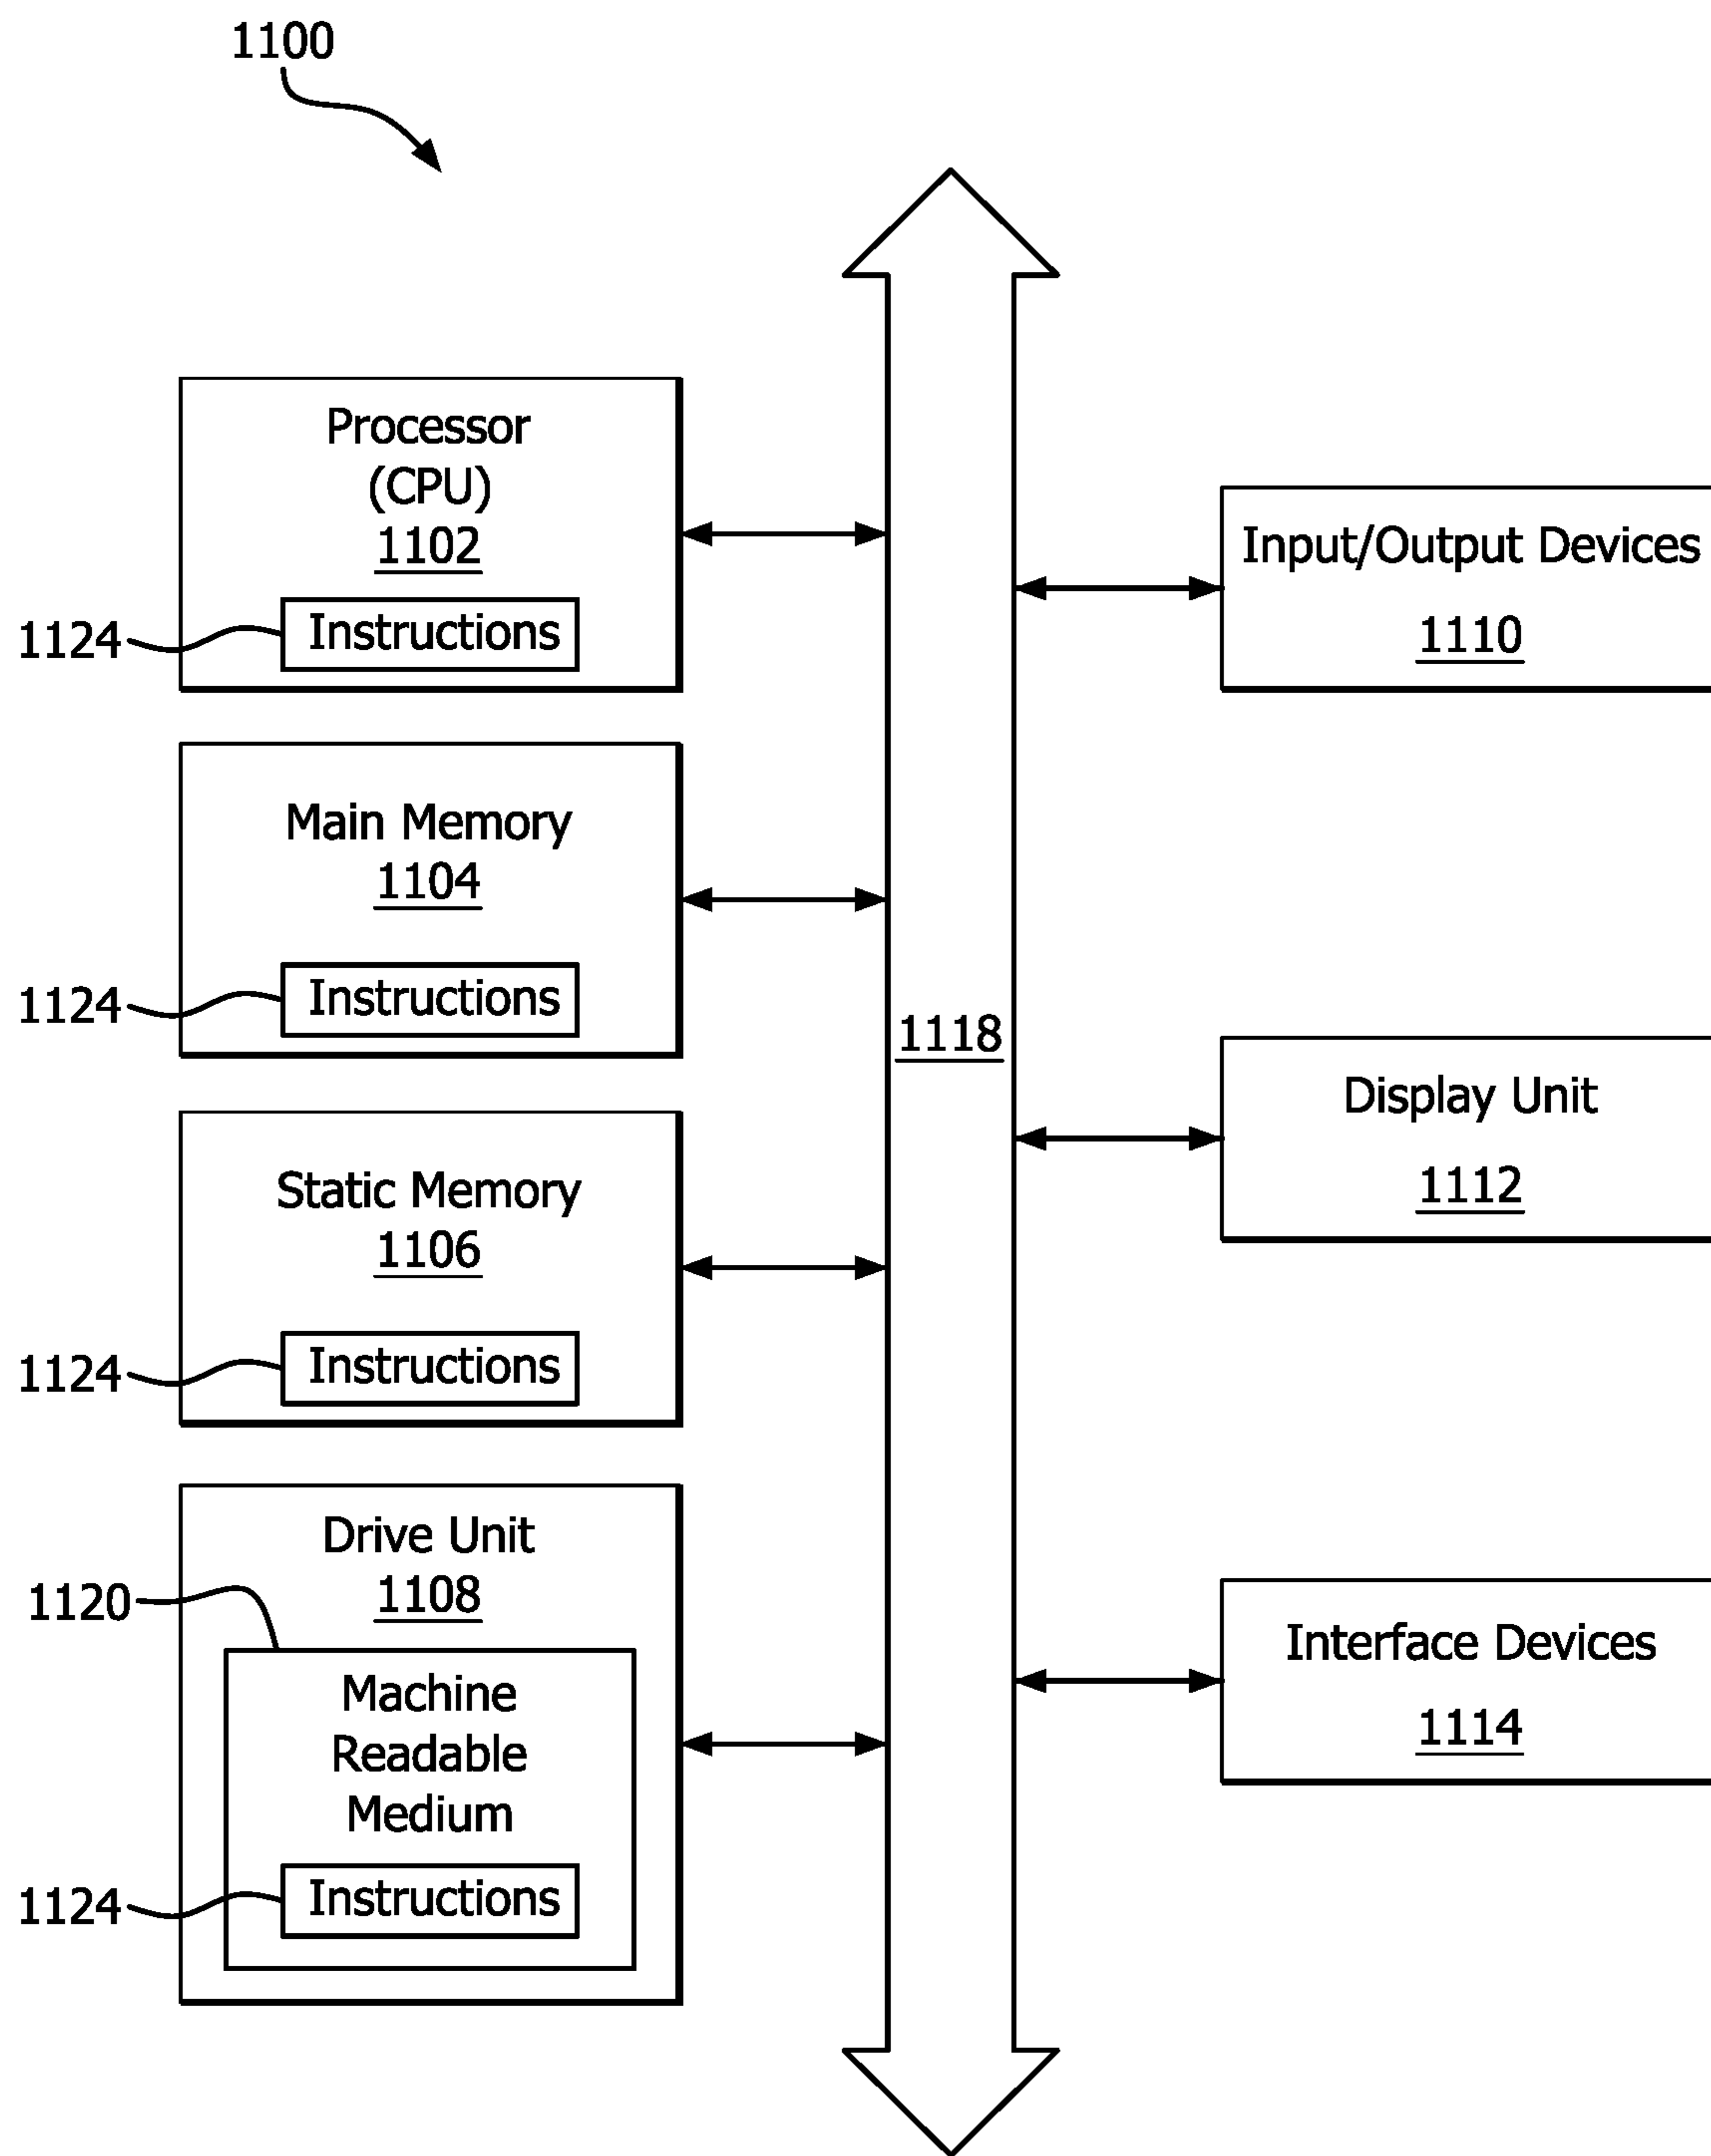 1100
Processor
(CPU)
1102
1124
Instructions
Main Memory
1104
1124
Instructions
Static Memory
1106
1124
Instructions
Drive Unit
1108
1120
Machine
Readable
Medium
1124
Instructions
1118
Input/Output Devices
1110
Display Unit
1112
Interface Devices
1114